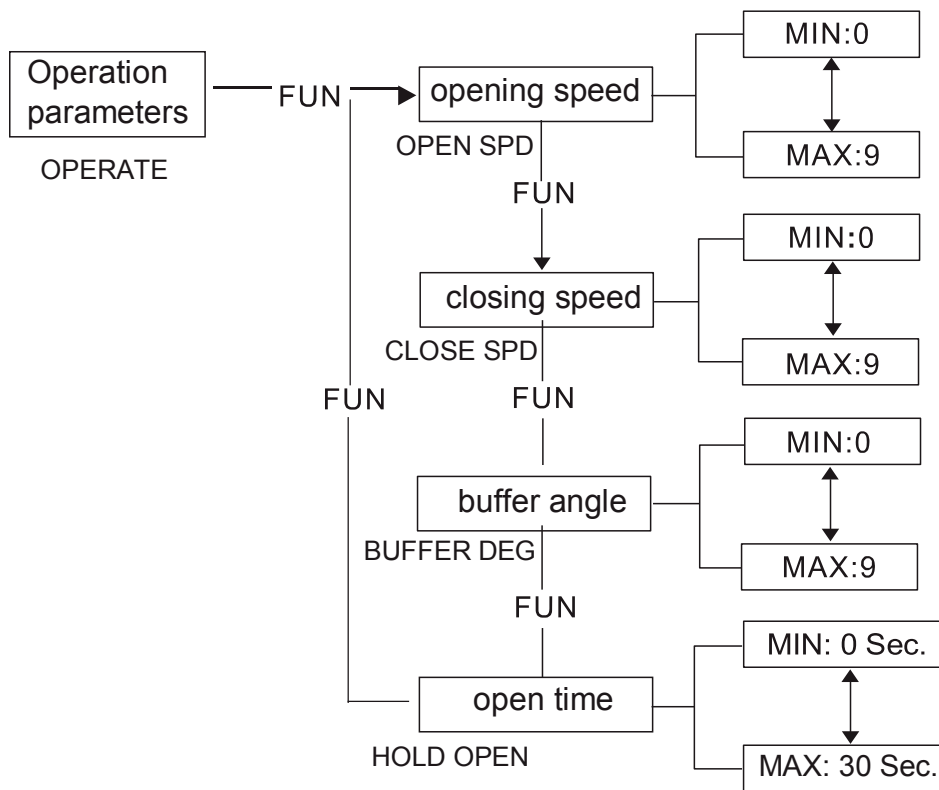 Operation
parameters
OPERATE
FUN
opening speed
OPEN SPD
MIN:0
MAX:9
FUN
closing speed
CLOSE SPD
MIN:0
MAX:9
FUN
FUN
buffer angle
BUFFER DEG
MIN:0
MAX:9
FUN
open time
HOLD OPEN
MIN: 0 Sec.
MAX: 30 Sec.